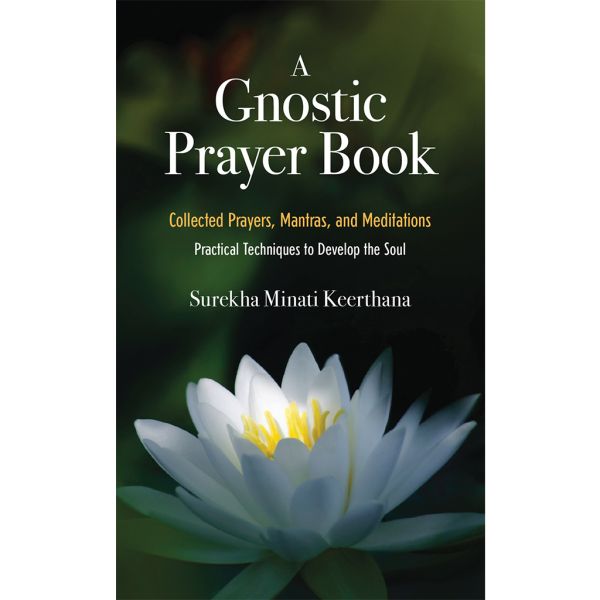 A
Gnostic
Prayer Book
Collected Prayers, Mantras, and Meditations
Practical Techniques to Develop the Soul
Surekha Minati Keerthana